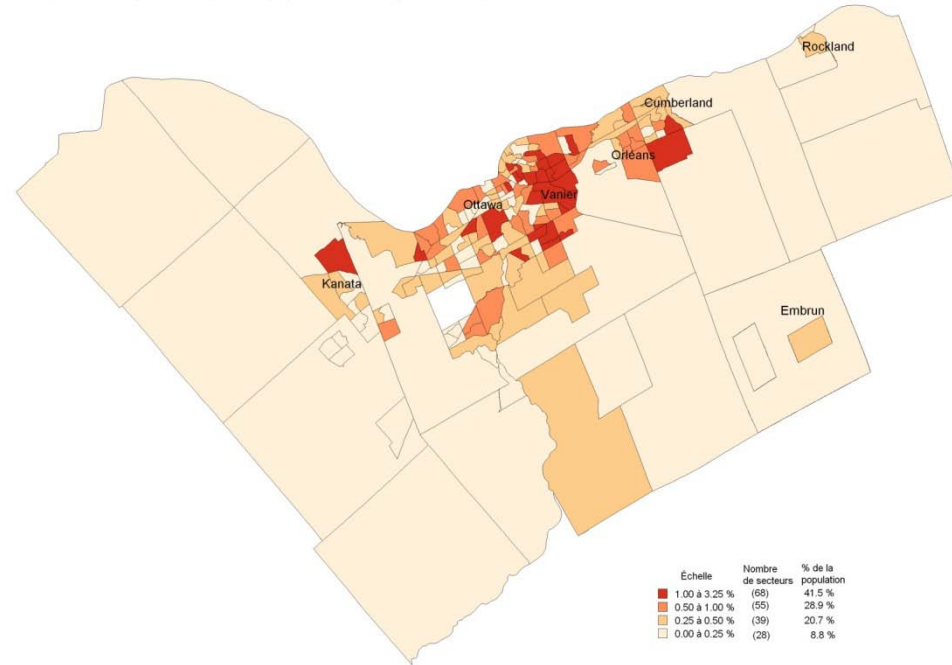 Rockland
Cumberland
Orléans
Vanier
Ottawa
Kanata
Embrun
Échelle Nombre de secteurs % de la population
1.00 à 3.25 % (68) 41.5 %
0.50 à 1.00 % (55) 28.9 %
0.25 à 0.50 % (39) 20.7 %
0.00 à 0.25 % (28) 8.8 %